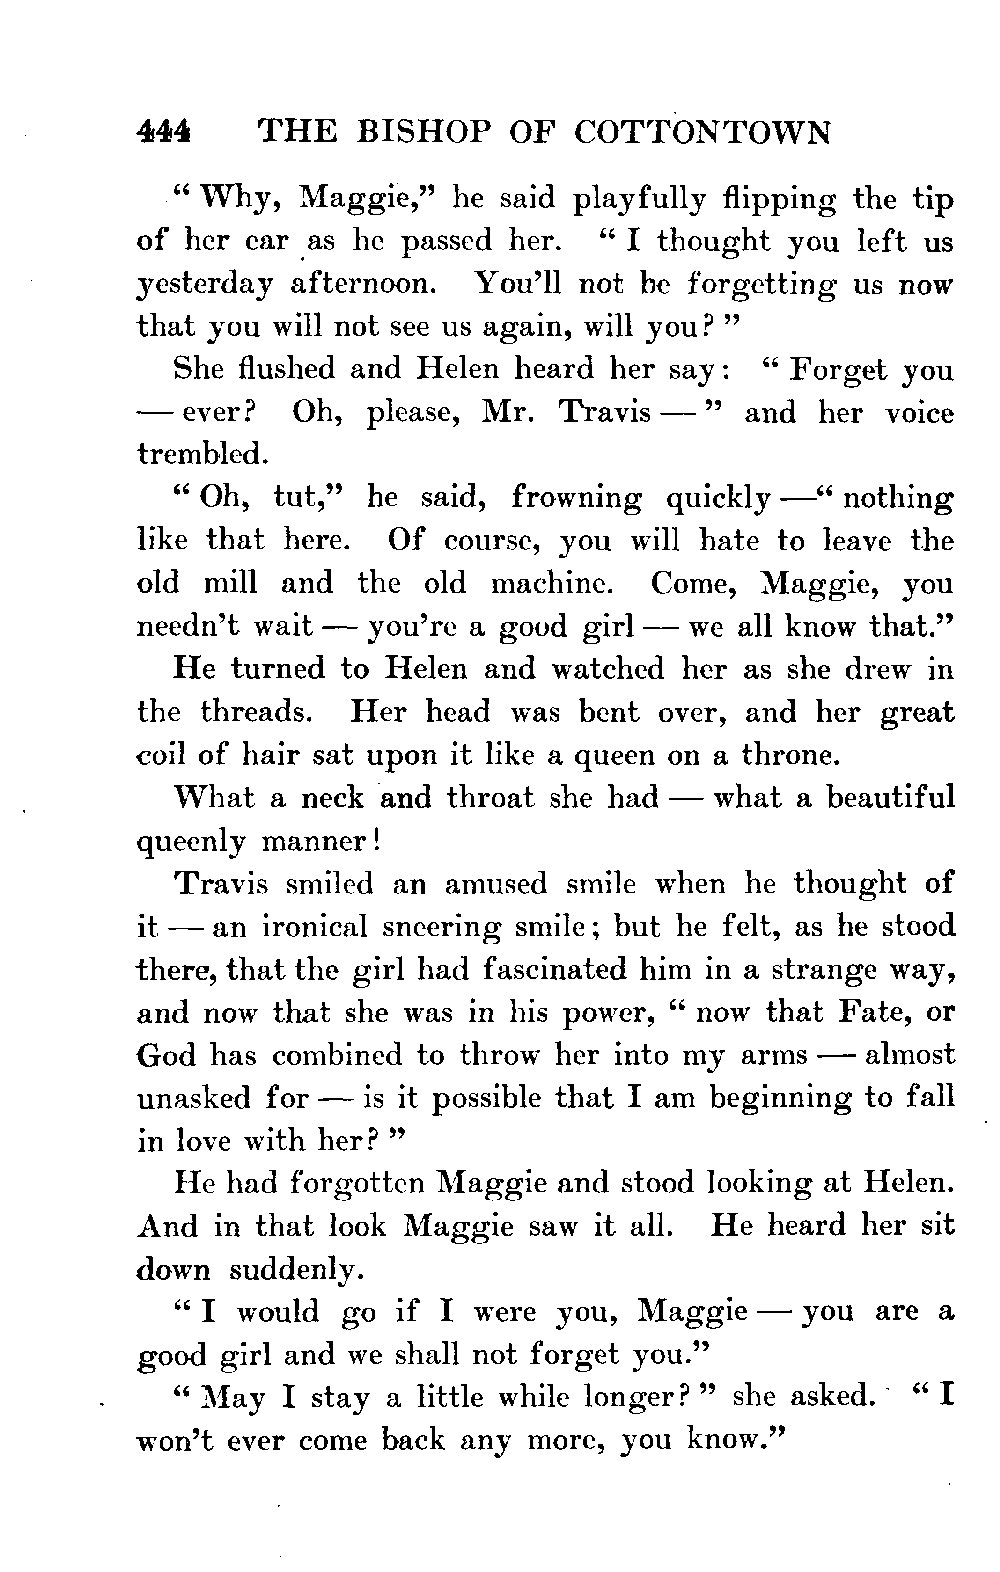 444 THE BISHOP OF COTTONTOWN
“ Why, Maggie,” he said playfully flipping the tip
of her ear as he passed her. “ I thought you left us
yesterday afternoon. You’ll not be forgetting us now
that you will not see us again, will you? ”
She flushed and Helen heard her say: “ Forget you
— ever? Oh, please, Mr. Travis — ” and her voice
trembled.
“ Oh, tut,” he said, frowning quickly —“ nothing
like that here. Of course, you will hate to leave the
old mill and the old machine. Come, Maggie, you
needn’t wait — you’re a good girl — we all know that.”
He turned to Helen and watched her as she drew in
the threads. Her head was bent over, and her great
coil of hair sat upon it like a queen on a throne.
What a neck and throat she had — what a beautiful
queenly manner!
Travis smiled an amused smile when he thought of
it — an ironical sneering smile; but he felt, as he stood
there, that the girl had fascinated him in a strange way,
and now that she was in his power, “ now that Fate, or
God has combined to throw her into my arms — almost
unasked for — is it possible that I am beginning to fall
in love with her? ”
He had forgotten Maggie and stood looking at Helen.
And in that look Maggie saw it all. He heard her sit
down suddenly.
“ I would go if I were you, Maggie — you are a
good girl and we shall not forget you.”
“ May I stay a little while longer? ” she asked. “ I
won’t ever come back any more, you know.”